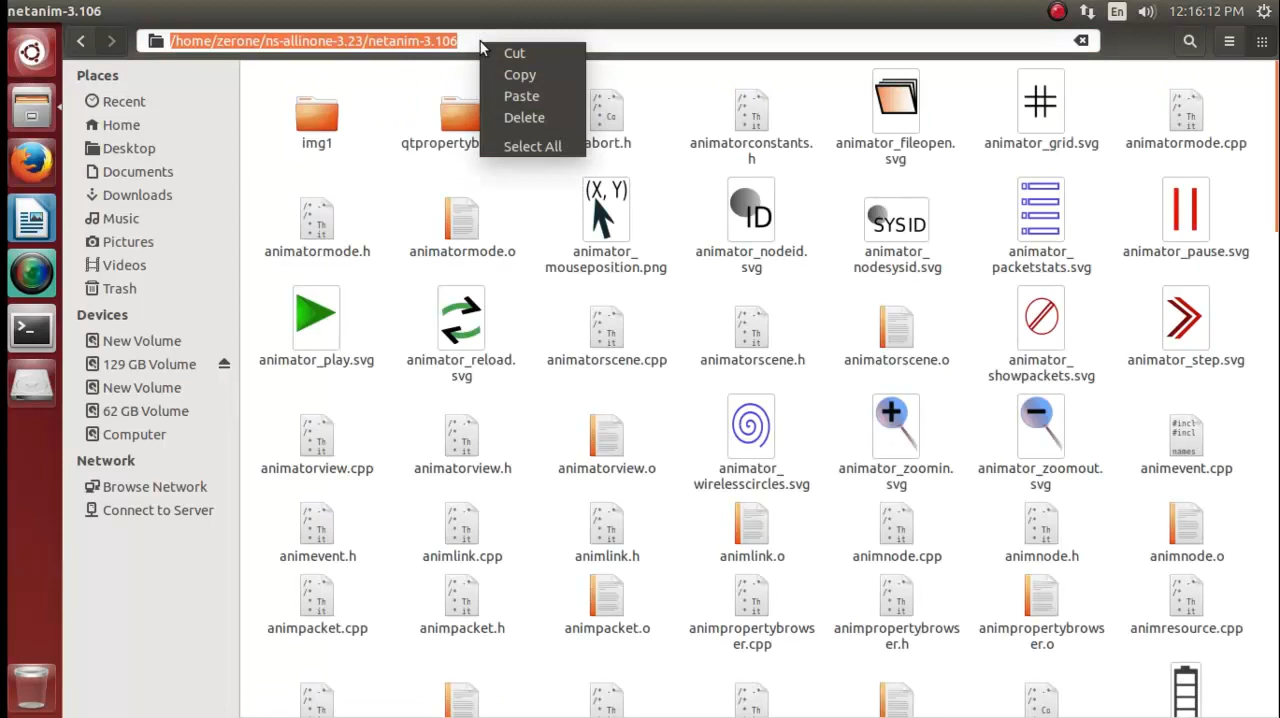 netanim-3.106
En
12:16:12 PM
/home/zerone/ns-allinone-3.23/netanim-3.106
Cut
Copy
Paste
Delete
Select All
Places
Recent
Home
Desktop
Documents
Downloads
Music
Pictures
Videos
Trash
Devices
New Volume
129 GB Volume
New Volume
62 GB Volume
Computer
Network
Browse Network
Connect to Server
img1
qtpropertyb
abort.h
animatorconstants.
h
animator_fileopen.
svg
animator_grid.svg
animatormode.cpp
animatormode.h
animatormode.o
(X, Y)
animator_
mouseposition.png
ID
animator_nodeid.
svg
SYSID
animator_
nodesysid.svg
animator_
packetstats.svg
animator_pause.svg
animator_play.svg
animator_reload.
svg
animatorscene.cpp
animatorscene.h
animatorscene.o
animator_
showpackets.svg
animator_step.svg
animatorview.cpp
animatorview.h
animatorview.o
animator_
wirelesscircles.svg
animator_zoomin.
svg
animator_zoomout.
svg
#incl
#incl
names
animevent.cpp
animevent.h
animlink.cpp
animlink.h
animlink.o
animnode.cpp
animnode.h
animnode.o
animpacket.cpp
animpacket.h
animpacket.o
animpropertybrows
er.cpp
animpropertybrows
er.h
animpropertybrows
er.o
animresource.cpp